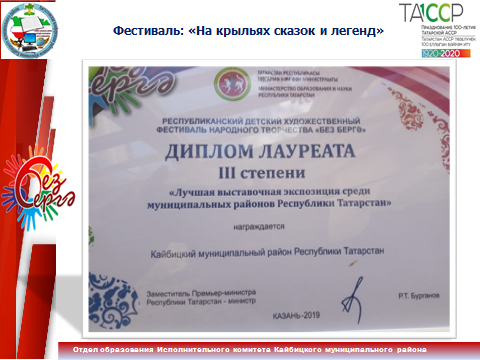 Фестиваль: «На крыльях сказок и легенд»
ТАССР
ПРАЗДНОВАНИЕ 100-ЛЕТИЯ
ТАТАРСКОЙ АССР
1920-2020
ТАТАРСТАН РЕСПУБЛИКАСЫ
МИНИСТЕРСТВО ОБРАЗОВАНИЯ И НАУКИ
РЕСПУБЛИКИ ТАТАРСТАН
РЕСПУБЛИКАНСКИЙ ДЕТСКИЙ ХУДОЖЕСТВЕННЫЙ
ФЕСТИВАЛЬ НАРОДНОГО ТВОРЧЕСТВА «БЕЗ БЕРГӘ»
ДИПЛОМ ЛАУРЕАТА
III степени
«Лучшая выставочная экспозиция среди
муниципальных районов Республики Татарстан»
награждается
Кайбицкий муниципальный район Республики Татарстан
Заместитель Премьер-министра
Республики Татарстан - министр
Р.Т. Бурганов
КАЗАНЬ-2019
Без
Бергә
Отдел образования Исполнительного комитета Кайбицкого муниципального района